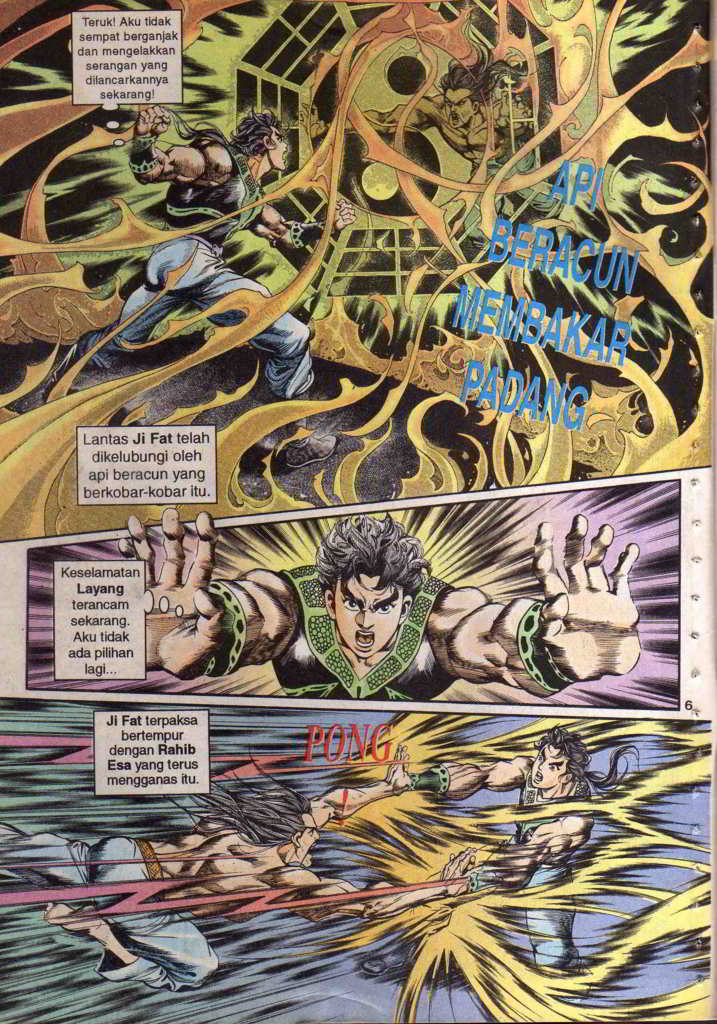 Teruk! Aku tidak
sempat berganjak
dan mengelakkan
serangan yang
dilancarkannya
sekarang!
API
BERACUN
MEMBAKAR
PADANG
Lantas Ji Fat telah
dikelubungi oleh
api beracun yang
berkobar-kobar itu.
Keselamatan
Layang
terancam
sekarang.
Aku tidak
ada pilihan
lagi...
6
Ji Fat terpaksa
bertempur
dengan Rahib
Esa yang terus
mengganas itu.
PONG
!